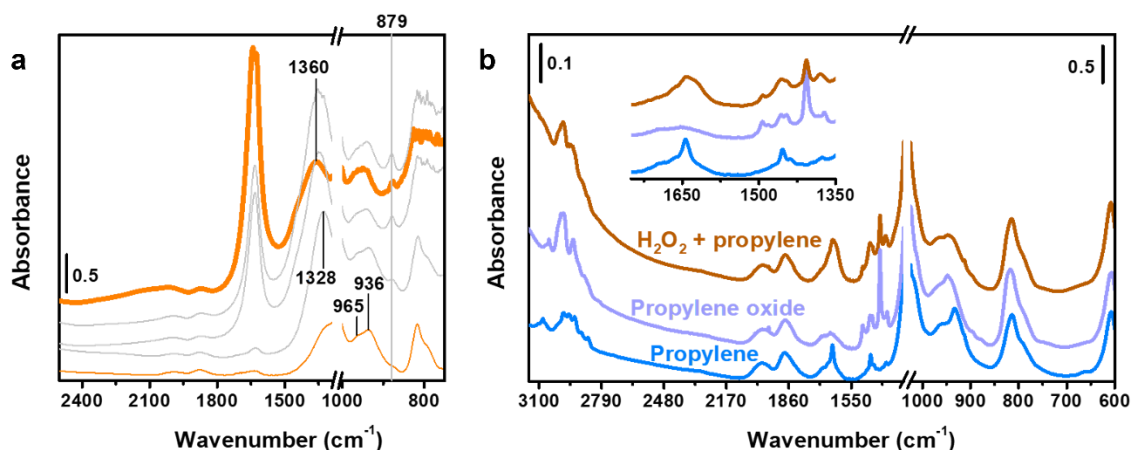 a
879
1360
1328
965
936
0.5
Absorbance
2400 2100 1800 1500 1000 800
Wavenumber (cm⁻¹)
b
0.1
0.5
1650 1500 1350
H₂O₂ + propylene
Propylene oxide
Propylene
Absorbance
3100 2790 2480 2170 1860 1550 1000 900 800 700 600
Wavenumber (cm⁻¹)